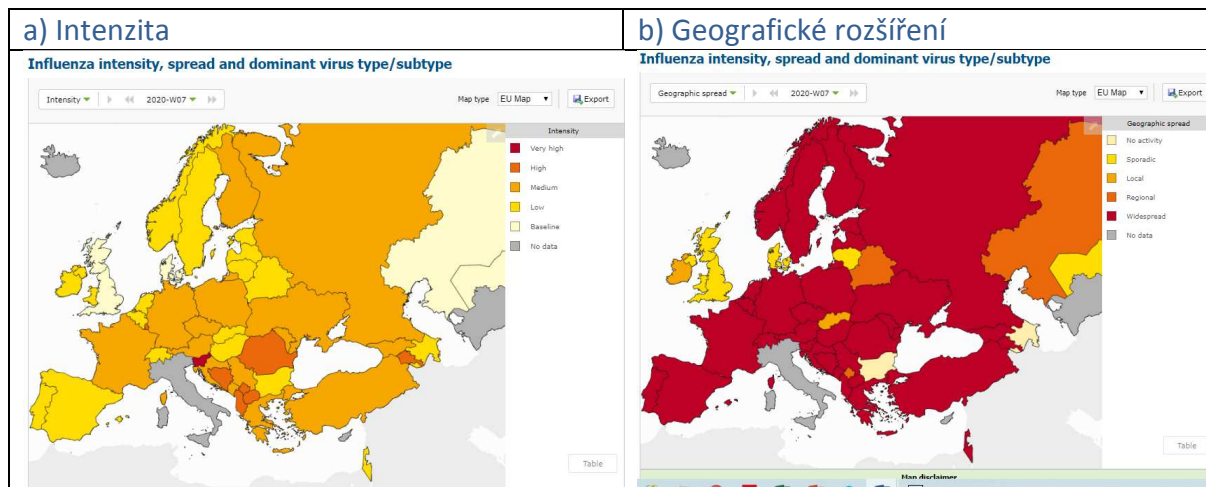 a) Intenzita
Influenza intensity, spread and dominant virus type/subtype
Intensity 2020-W07 Map type EU Map Export
Intensity
Very high
High
Medium
Low
Baseline
No data
Table
b) Geografické rozšíření
Influenza intensity, spread and dominant virus type/subtype
Geographic spread 2020-W07 Map type EU Map Export
Geographic spread
No activity
Sporadic
Local
Regional
Widespread
No data
Table
Map disclaimer